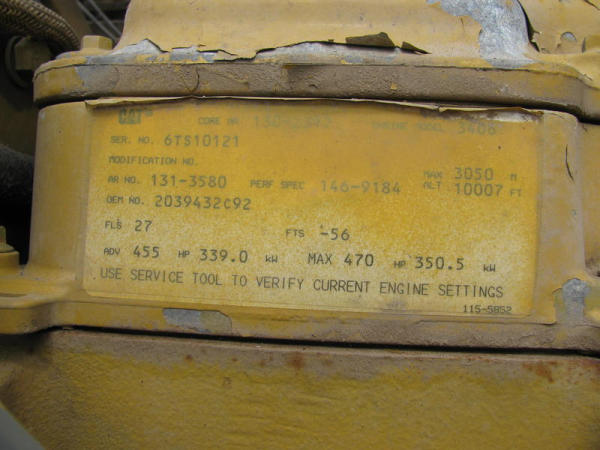 CAT CORE AR ENGINE MODEL 3406
SER. NO. 6TS10121
MODIFICATION NO.
AR NO. 131-3580 PERF SPEC 146-9184 MAX ALT 3050 M 10007 FT
OEM NO. 2039432C92
FLS 27 FTS -56
ADV 455 HP 339.0 kW MAX 470 HP 350.5 kW
USE SERVICE TOOL TO VERIFY CURRENT ENGINE SETTINGS
115-5852